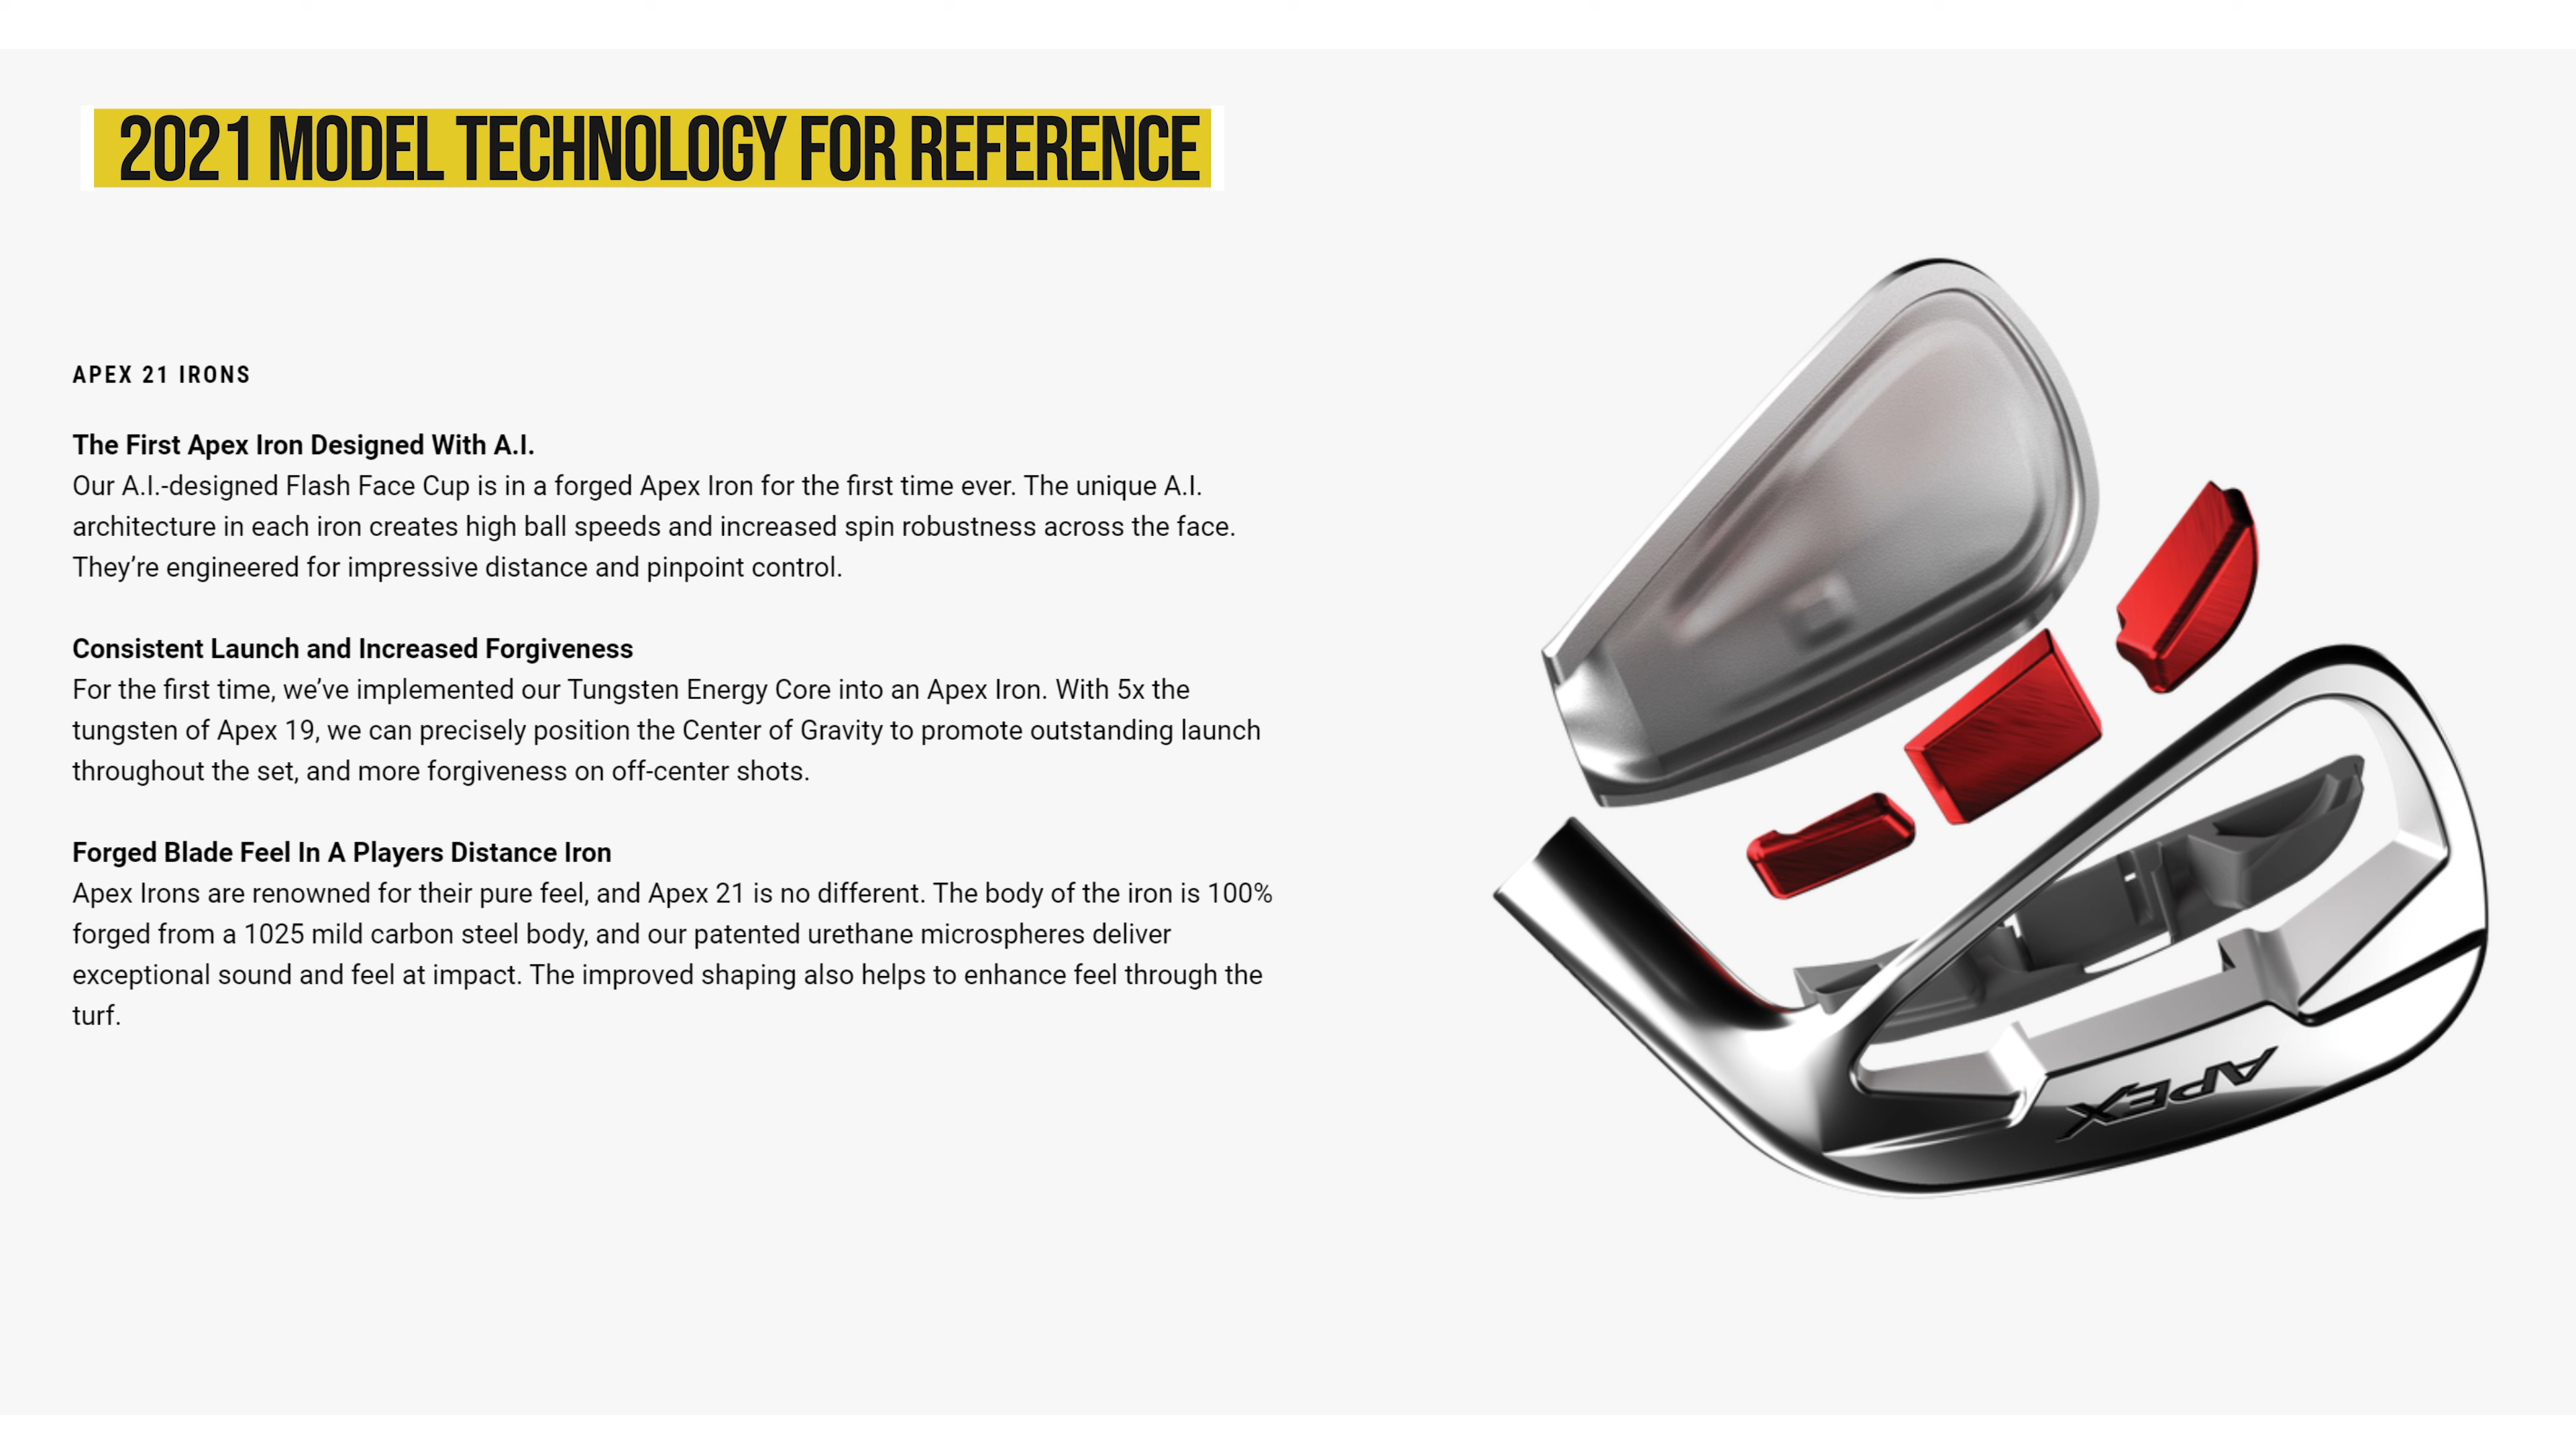 2021 MODEL TECHNOLOGY FOR REFERENCE
APEX 21 IRONS
The First Apex Iron Designed With A.I.
Our A.I.-designed Flash Face Cup is in a forged Apex Iron for the first time ever. The unique A.I.
architecture in each iron creates high ball speeds and increased spin robustness across the face.
They’re engineered for impressive distance and pinpoint control.
Consistent Launch and Increased Forgiveness
For the first time, we’ve implemented our Tungsten Energy Core into an Apex Iron. With 5x the
tungsten of Apex 19, we can precisely position the Center of Gravity to promote outstanding launch
throughout the set, and more forgiveness on off-center shots.
Forged Blade Feel In A Players Distance Iron
Apex Irons are renowned for their pure feel, and Apex 21 is no different. The body of the iron is 100%
forged from a 1025 mild carbon steel body, and our patented urethane microspheres deliver
exceptional sound and feel at impact. The improved shaping also helps to enhance feel through the
turf.
APEX